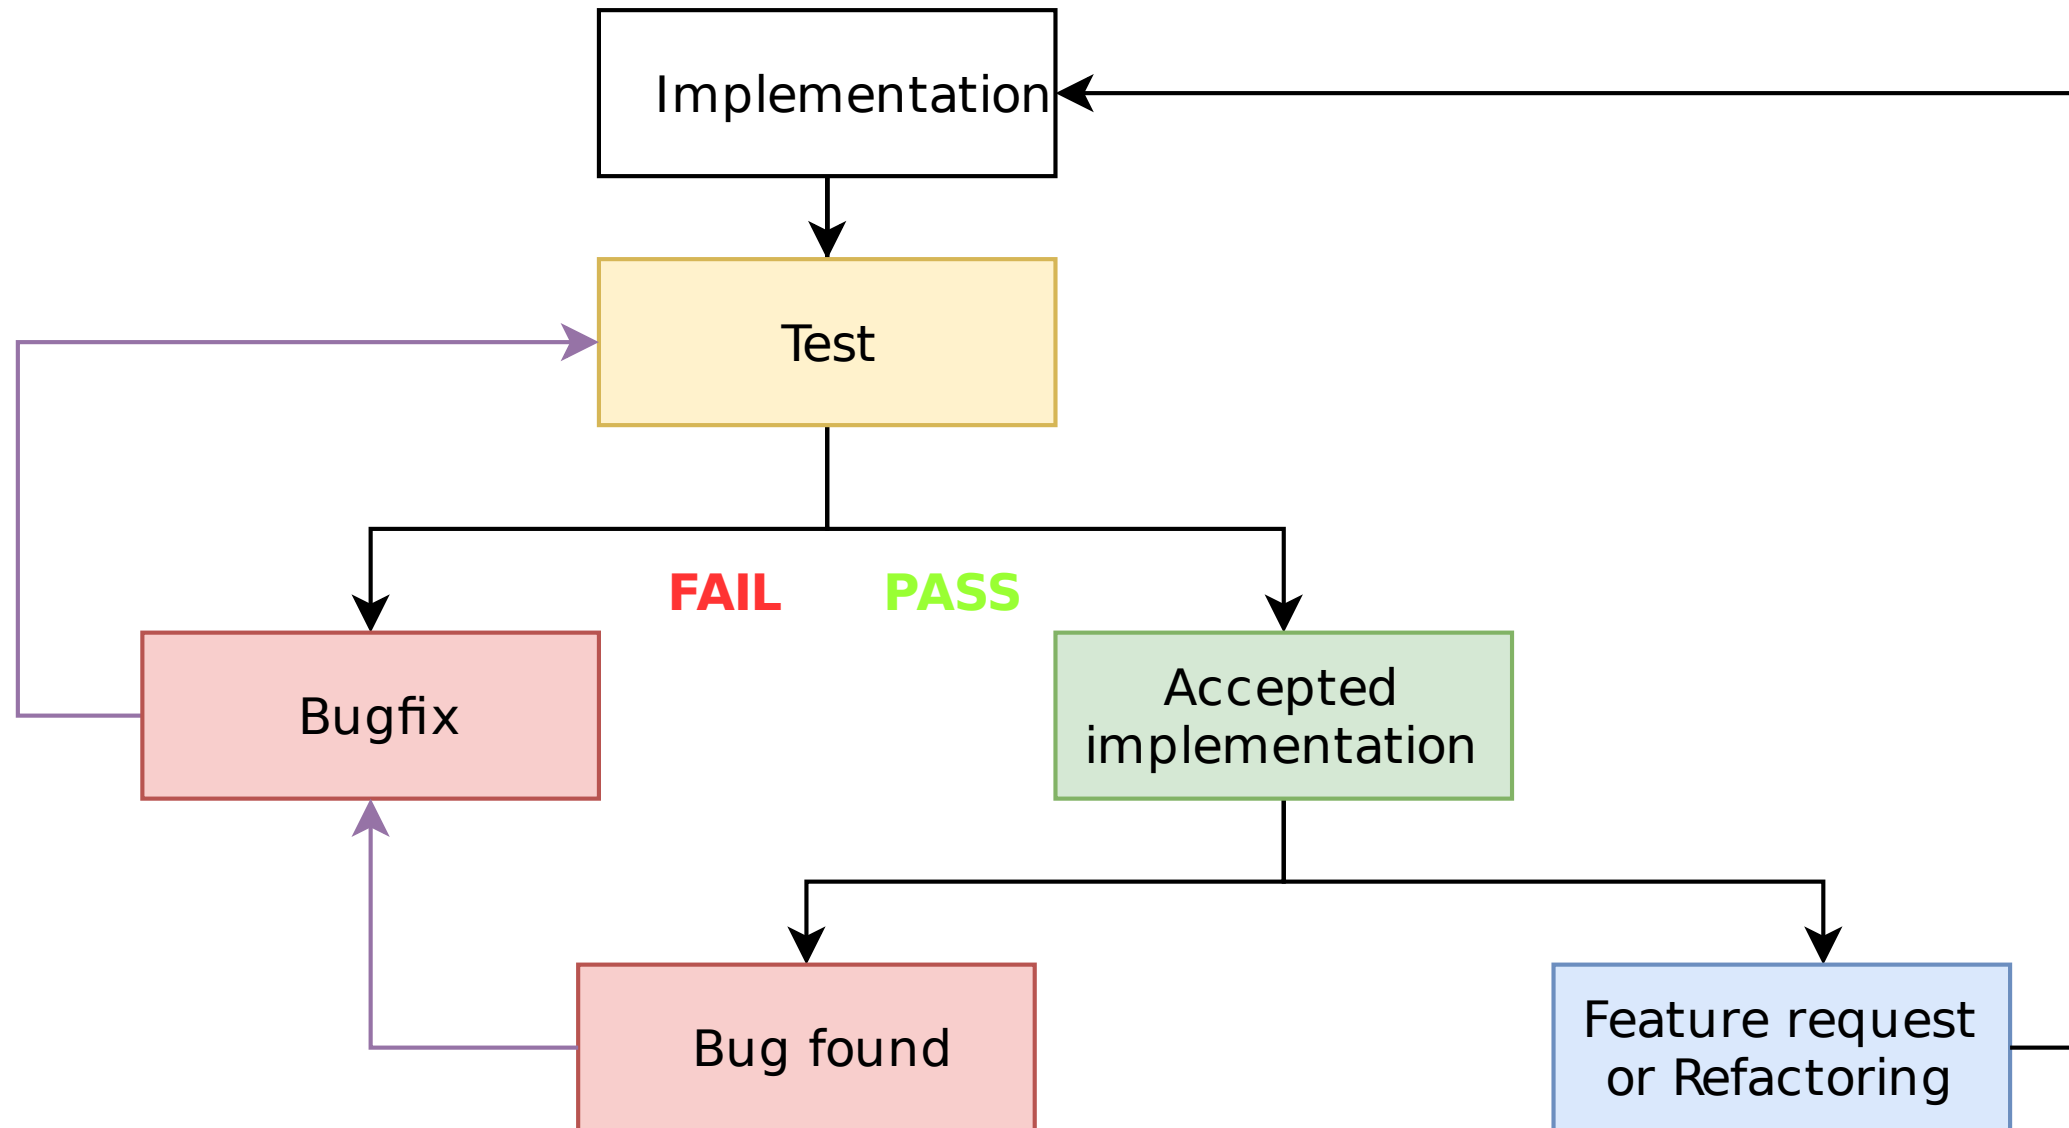 Implementation
Test
FAIL
PASS
Bugfix
Accepted
implementation
Bug found
Feature request
or Refactoring